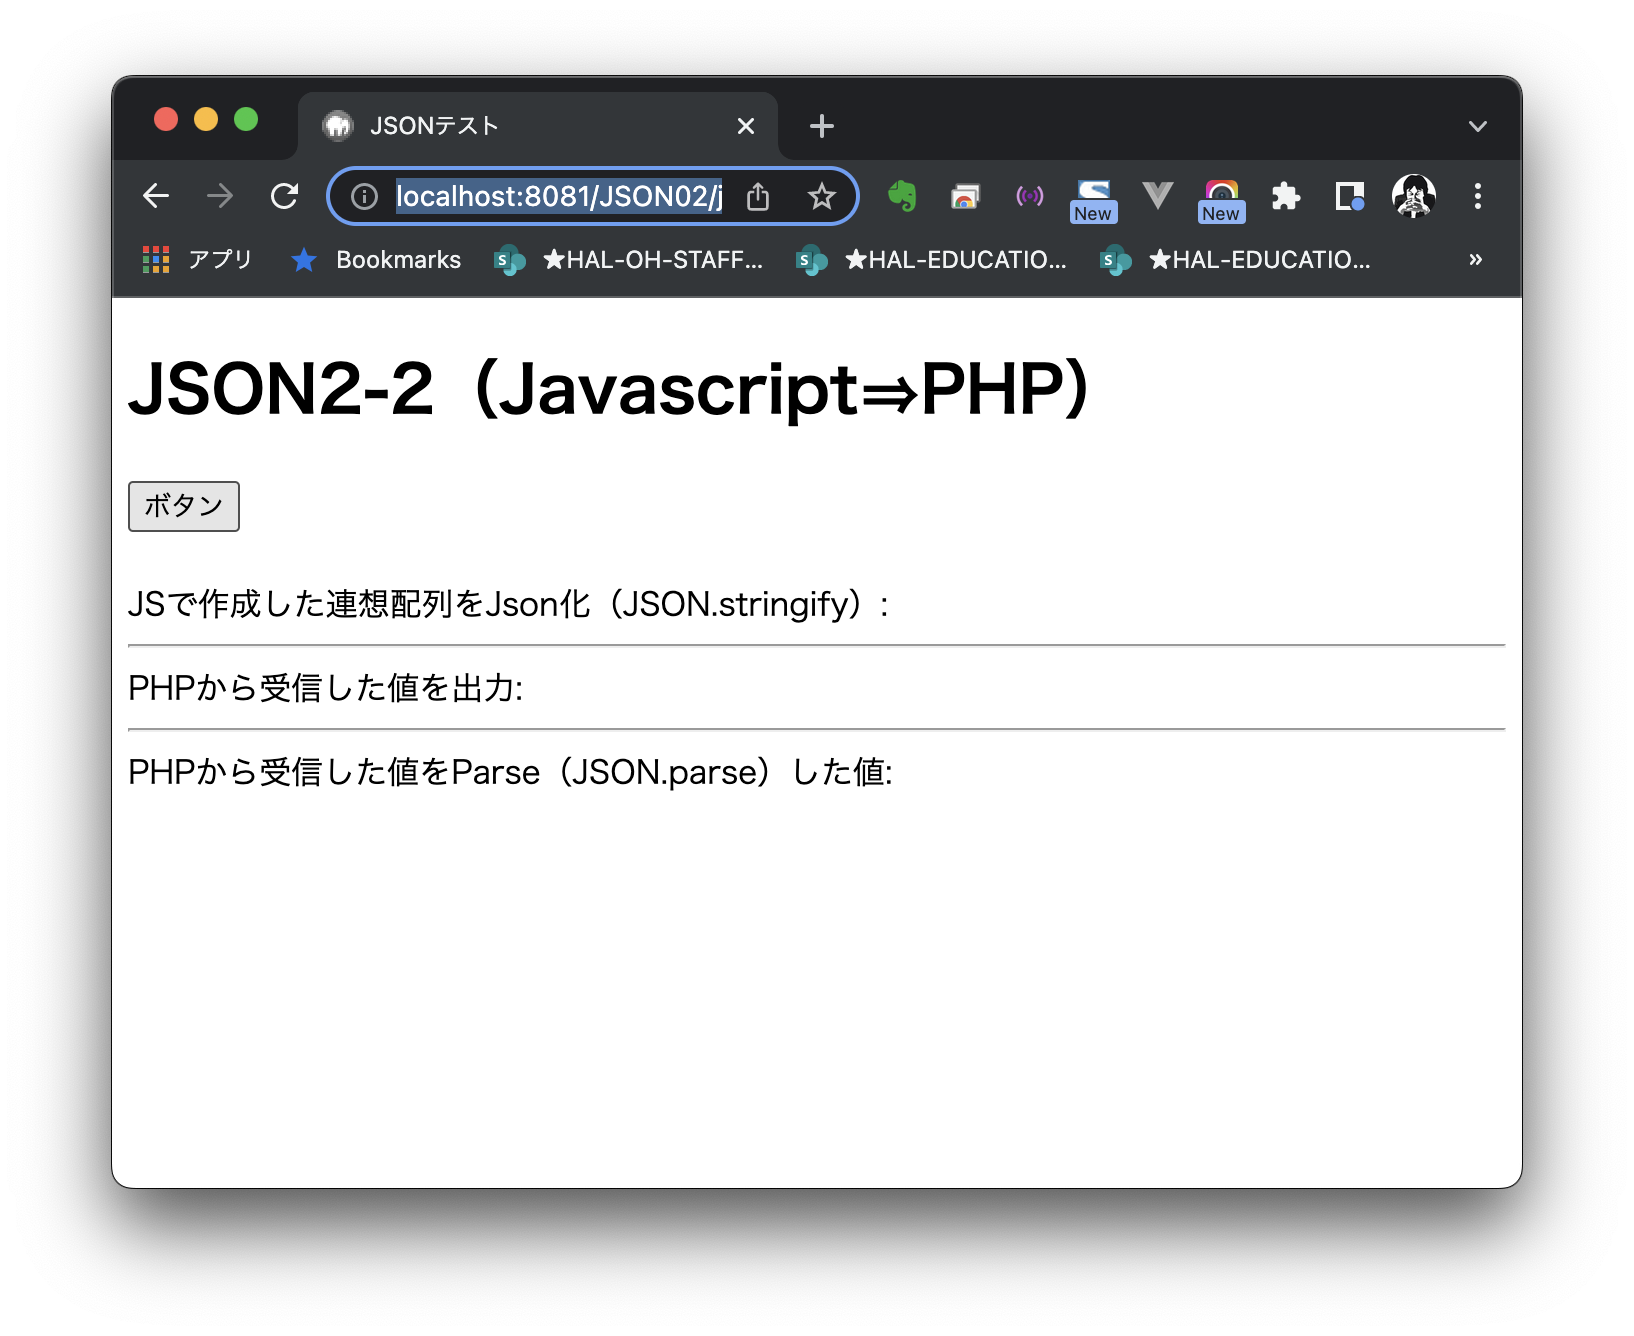 JSONテスト
localhost:8081/JSON02/j
New
New
アプリ
Bookmarks
★HAL-OH-STAFF...
★HAL-EDUCATIO...
★HAL-EDUCATIO...
»
JSON2-2（Javascript⇒PHP）
ボタン
JSで作成した連想配列をJson化（JSON.stringify）:
PHPから受信した値を出力:
PHPから受信した値をParse（JSON.parse）した値: